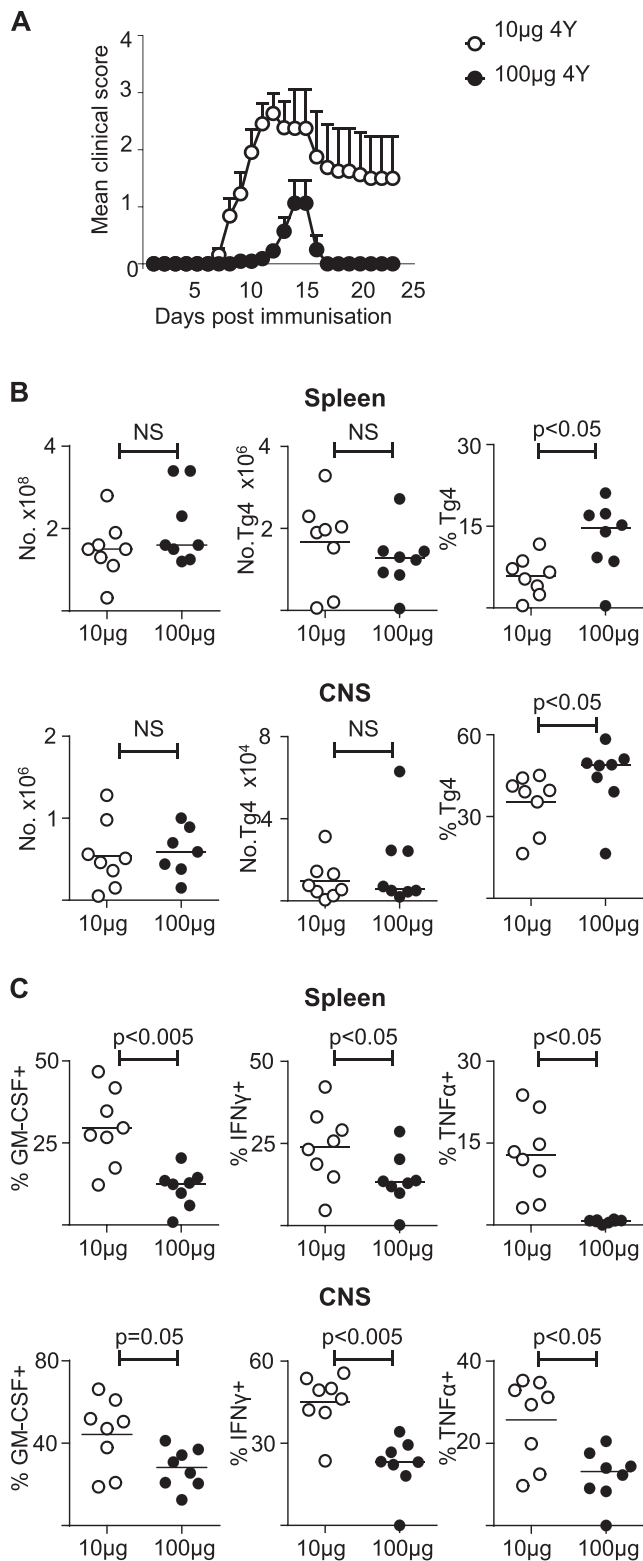 A
10µg 4Y
100µg 4Y
Mean clinical score
4
3
2
1
0
5 10 15 20 25
Days post immunisation
B
Spleen
NS NS p<0.05
No. x10⁸
4
2
No.Tg4 x10⁶
4
2
% Tg4
30
15
10µg 100µg 10µg 100µg 10µg 100µg
CNS
NS NS p<0.05
No. x10⁶
2
1
No.Tg4 x10⁴
8
4
% Tg4
60
30
10µg 100µg 10µg 100µg 10µg 100µg
C
Spleen
p<0.005 p<0.05 p<0.05
% GM-CSF+
50
25
% IFNγ+
50
25
% TNFα+
30
15
10µg 100µg 10µg 100µg 10µg 100µg
CNS
p=0.05 p<0.005 p<0.05
% GM-CSF+
80
40
% IFNγ+
60
30
% TNFα+
40
20
10µg 100µg 10µg 100µg 10µg 100µg